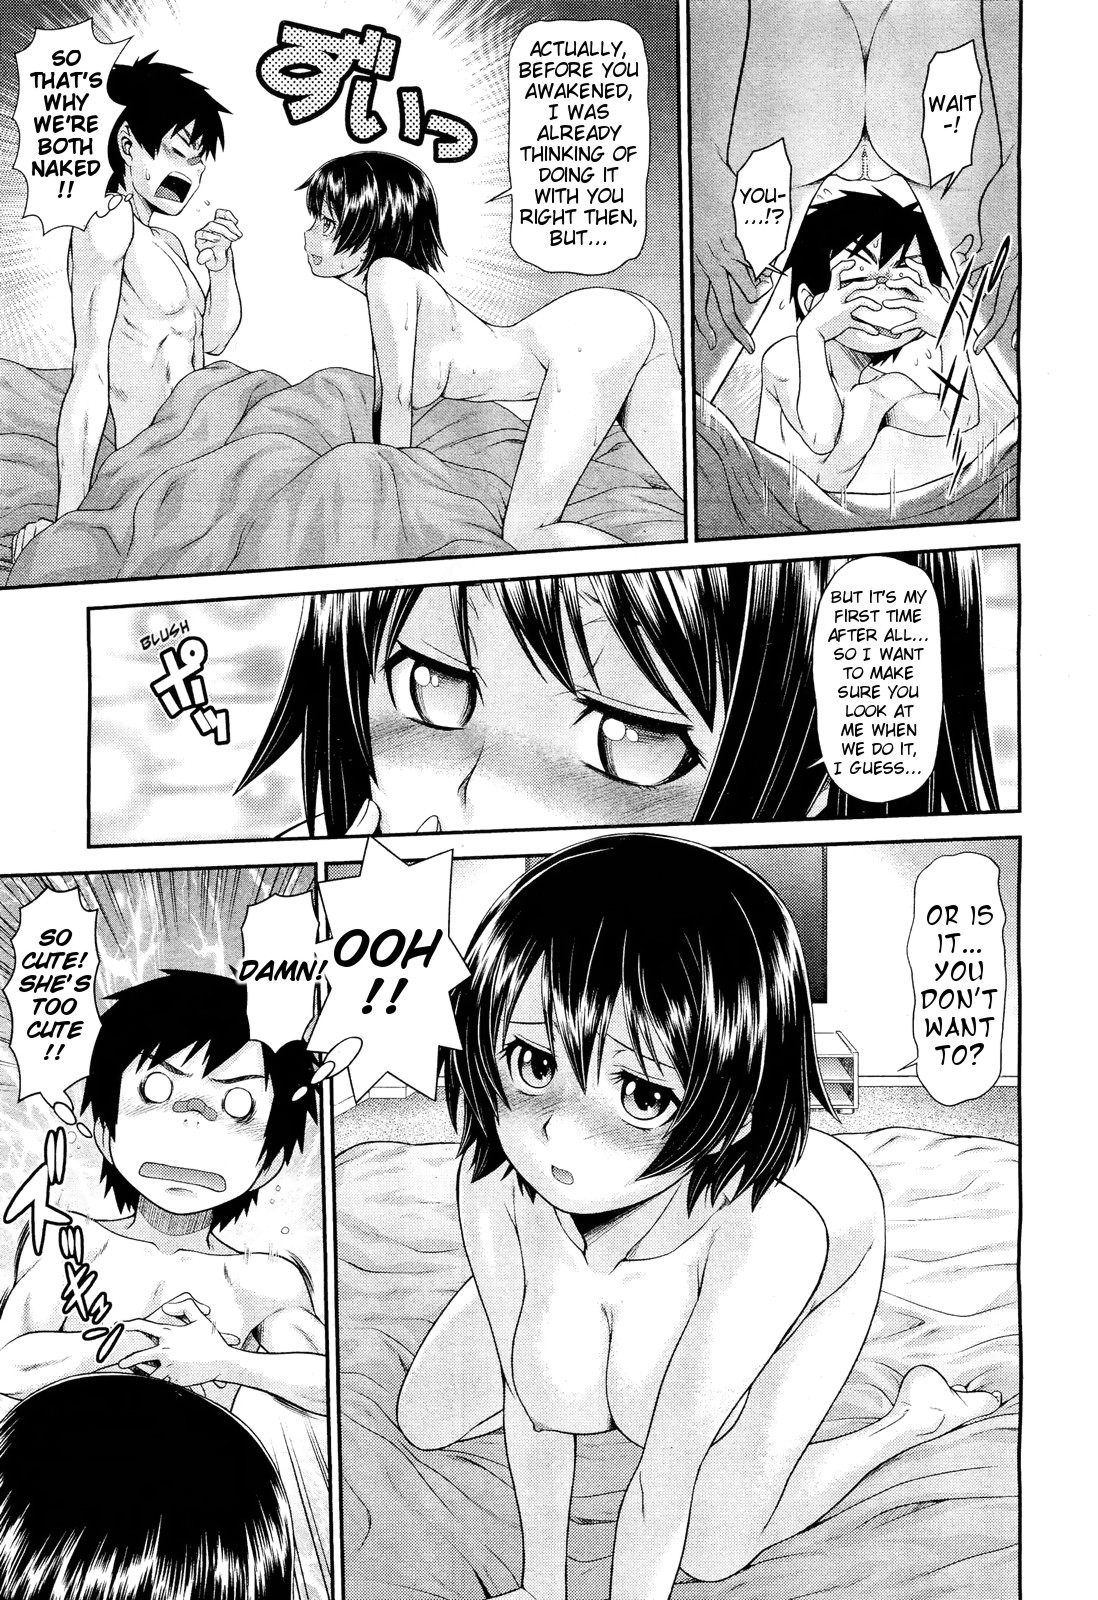 WAIT
-!
YOU-
...!?
ACTUALLY,
BEFORE YOU
AWAKENED,
I WAS
ALREADY
THINKING OF
DOING IT
WITH YOU
RIGHT THEN,
BUT...
ずいっ
SO
THAT'S
WHY
WE'RE
BOTH
NAKED
!!
BUT IT'S MY
FIRST TIME
AFTER ALL...
SO I WANT
TO MAKE
SURE YOU
LOOK AT
ME WHEN
WE DO IT,
I GUESS...
BLUSH
ポッ
OR IS
IT...
YOU
DON'T
WANT
TO?
OOH
!!
DAMN!
SO
CUTE!
SHE'S
TOO
CUTE
!!